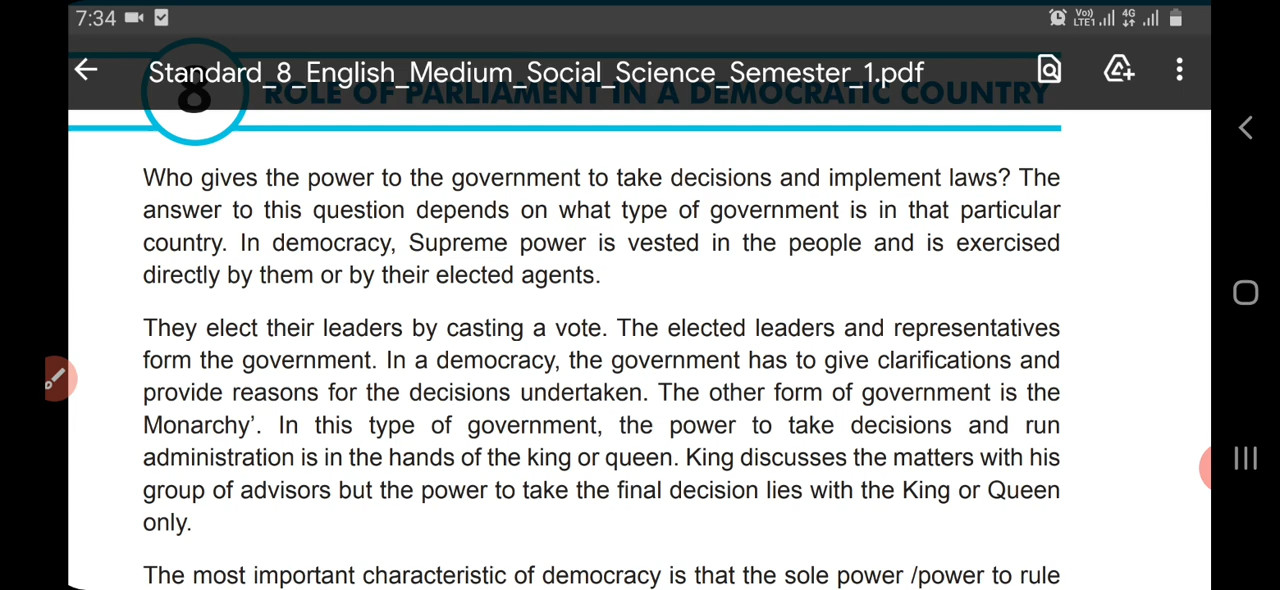 7:34
Vo)) LTE1 4G
Standard_8_English_Medium_Social_Science_Semester_1.pdf
8 ROLE OF PARLIAMENT IN A DEMOCRATIC COUNTRY
Who gives the power to the government to take decisions and implement laws? The
answer to this question depends on what type of government is in that particular
country. In democracy, Supreme power is vested in the people and is exercised
directly by them or by their elected agents.
They elect their leaders by casting a vote. The elected leaders and representatives
form the government. In a democracy, the government has to give clarifications and
provide reasons for the decisions undertaken. The other form of government is the
Monarchy’. In this type of government, the power to take decisions and run
administration is in the hands of the king or queen. King discusses the matters with his
group of advisors but the power to take the final decision lies with the King or Queen
only.
The most important characteristic of democracy is that the sole power /power to rule